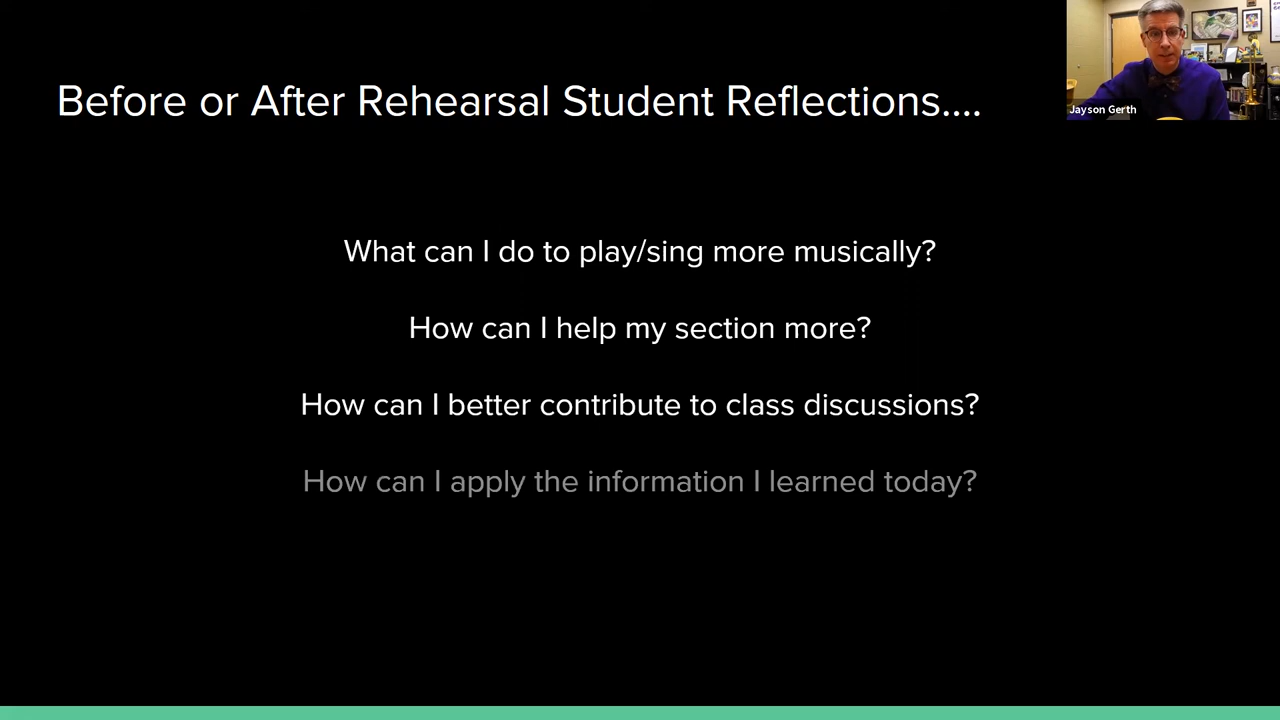 Before or After Rehearsal Student Reflections....
Jayson Gerth
What can I do to play/sing more musically?
How can I help my section more?
How can I better contribute to class discussions?
How can I apply the information I learned today?